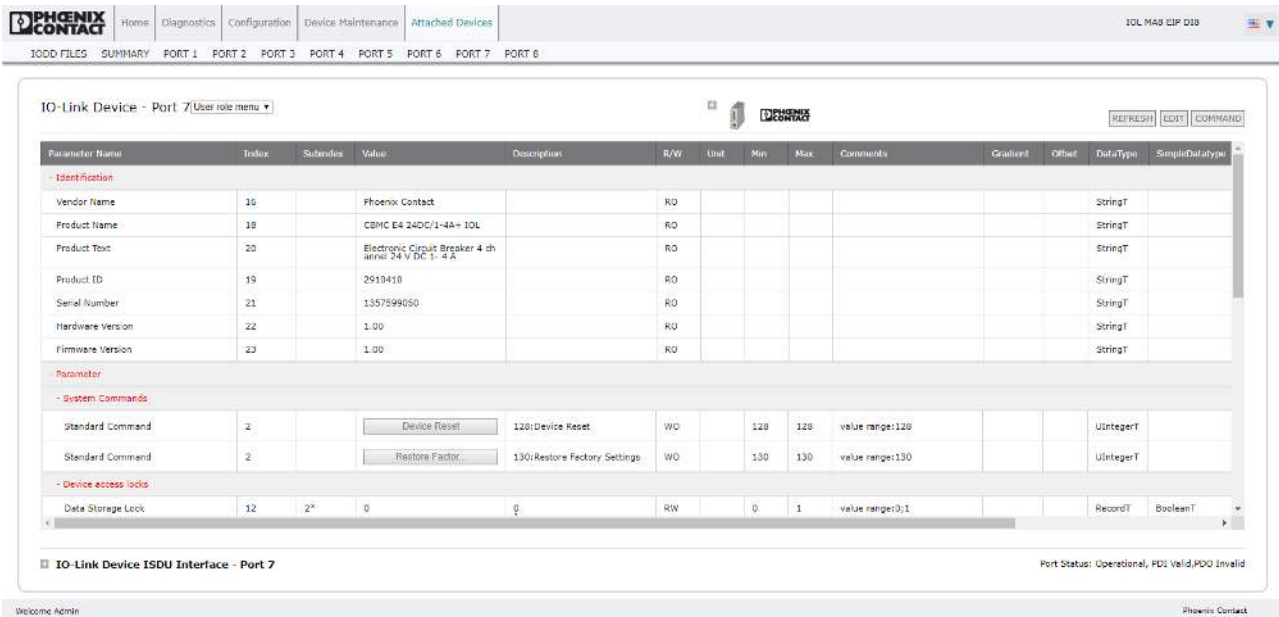 PHŒNIX CONTACT Home Diagnostics Configuration Device Maintenance Attached Devices IOL MA8 EIP DI8
IODD FILES SUMMARY PORT 1 PORT 2 PORT 3 PORT 4 PORT 5 PORT 6 PORT 7 PORT 8
IO-Link Device - Port 7 User role menu PHŒNIX CONTACT REFRESH EDIT COMMAND
Parameter Name Index Subindex Value Description R/W Unit Min Max Comments Gradient Offset DataType SimpleDatatype
- Identification
Vendor Name 16 Phoenix Contact RO StringT
Product Name 18 CBMC E4 24DC/1-4A+ IOL RO StringT
Product Text 20 Electronic Circuit Breaker 4 ch RO StringT
annel 24 V DC 1- 4 A
Product ID 19 2910410 RO StringT
Serial Number 21 1357599050 RO StringT
Hardware Version 22 1.00 RO StringT
Firmware Version 23 1.00 RO StringT
- Parameter
- System Commands
Standard Command 2 Device Reset 128:Device Reset WO 128 128 value range:128 UIntegerT
Standard Command 2 Restore Factor... 130:Restore Factory Settings WO 130 130 value range:130 UIntegerT
- Device access locks
Data Storage Lock 12 2* 0 0 RW 0 1 value range:0;1 RecordT BooleanT
IO-Link Device ISDU Interface - Port 7 Port Status: Operational, PDI Valid,PDO Invalid
Welcome Admin Phoenix Contact